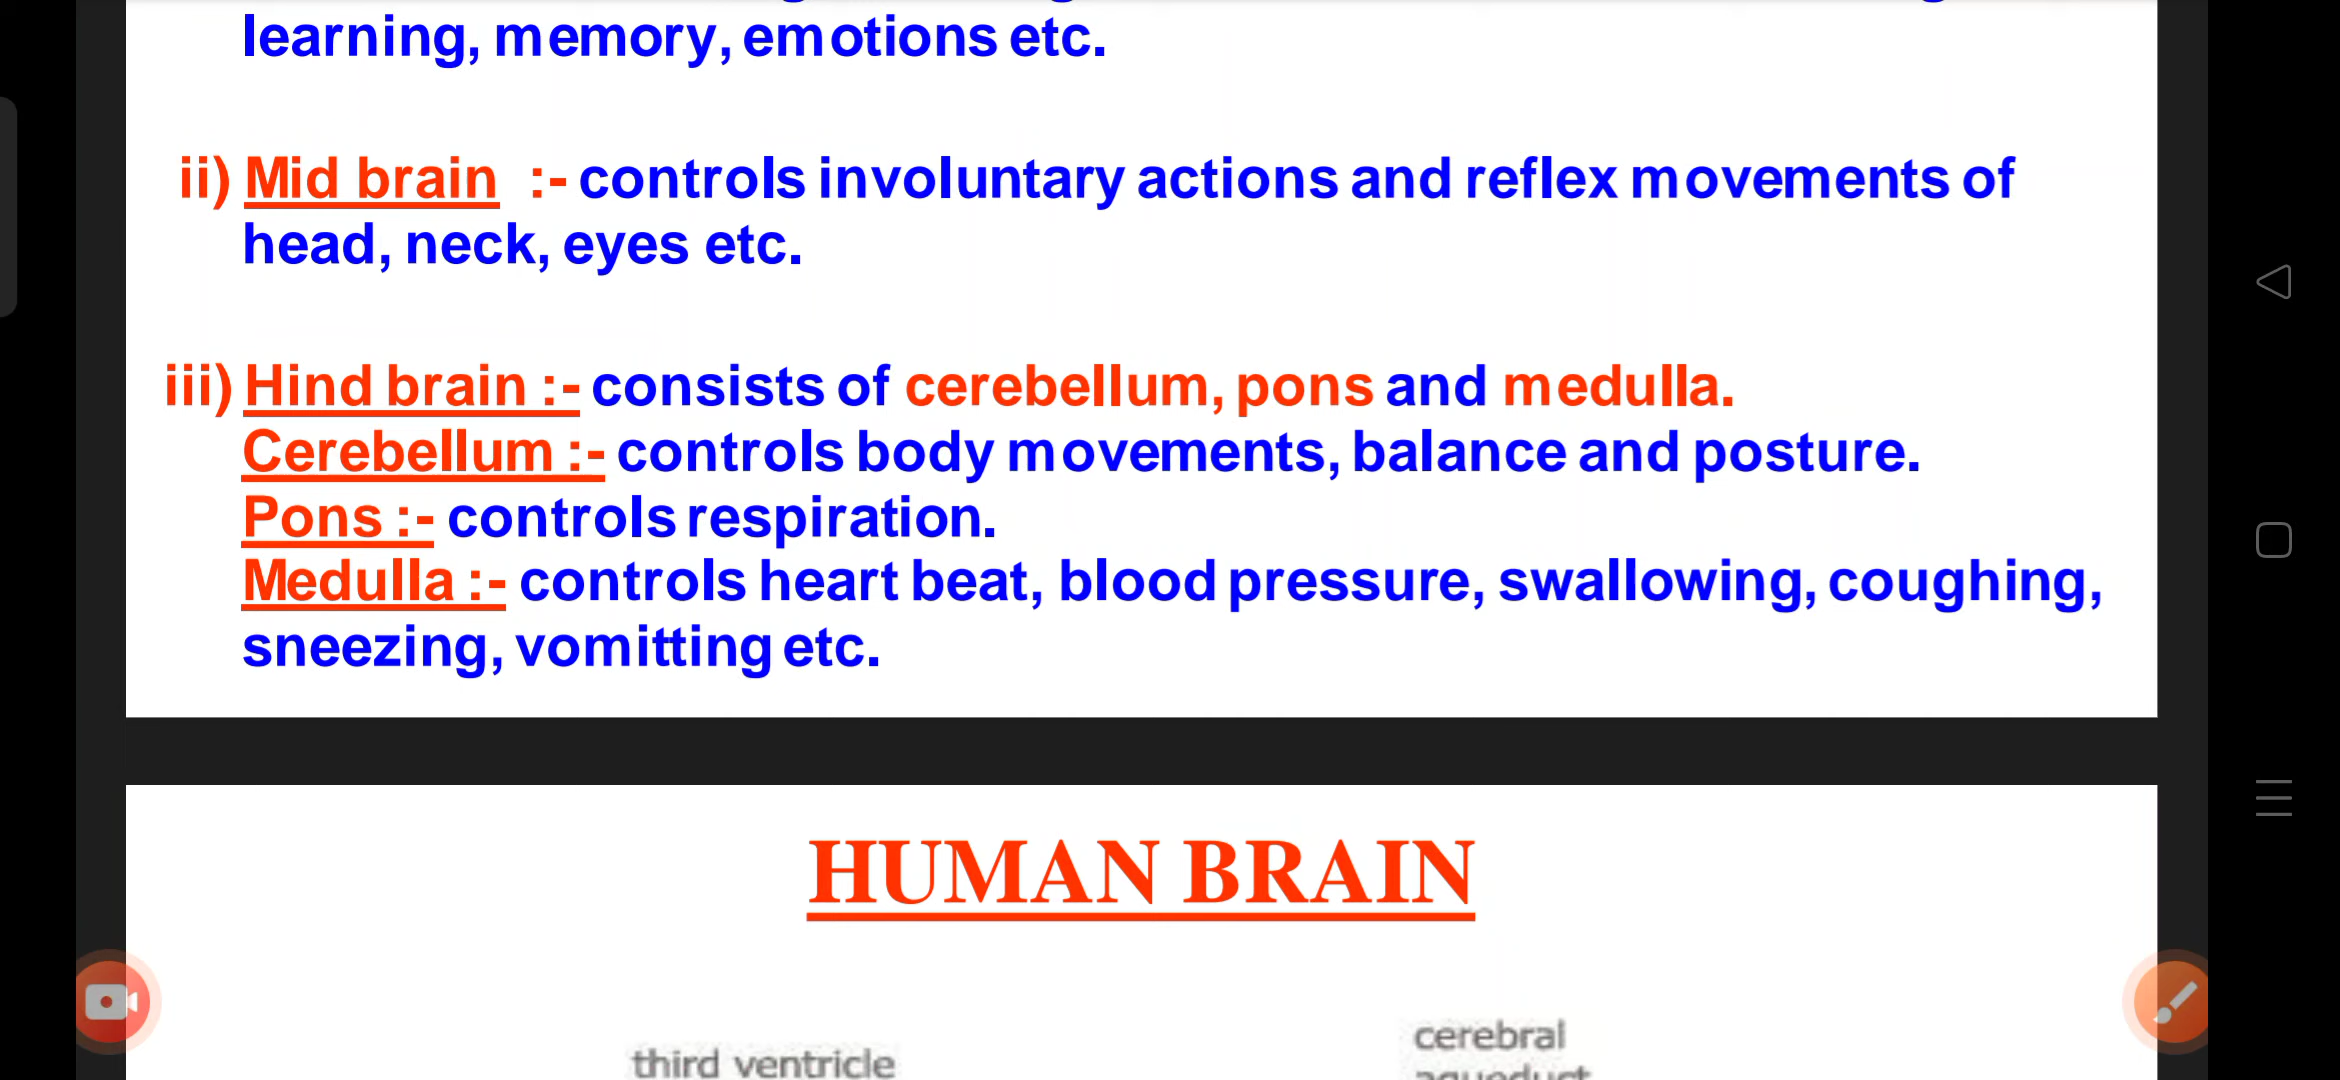 learning, memory, emotions etc.
ii) Mid brain :- controls involuntary actions and reflex movements of
head, neck, eyes etc.
iii) Hind brain :- consists of cerebellum, pons and medulla.
Cerebellum :- controls body movements, balance and posture.
Pons :- controls respiration.
Medulla :- controls heart beat, blood pressure, swallowing, coughing,
sneezing, vomitting etc.
HUMAN BRAIN
third ventricle
cerebral
aqueduct